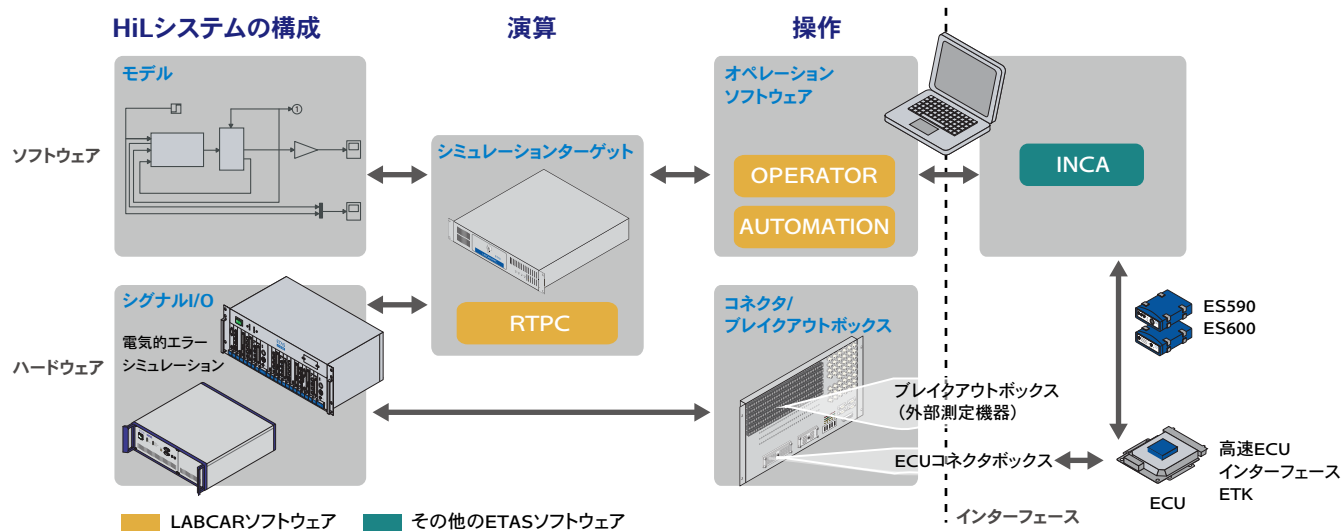 HiLシステムの構成
演算
操作
モデル
オペレーション
ソフトウェア
①
ソフトウェア
シミュレーションターゲット
OPERATOR
AUTOMATION
INCA
シグナルI/O
電気的エラー
シミュレーション
RTPC
コネクタ/
ブレイクアウトボックス
ES590
ES600
ハードウェア
ブレイクアウトボックス
（外部測定機器）
ECUコネクタボックス
ECU
高速ECU
インターフェース
ETK
LABCARソフトウェア
その他のETASソフトウェア
インターフェース